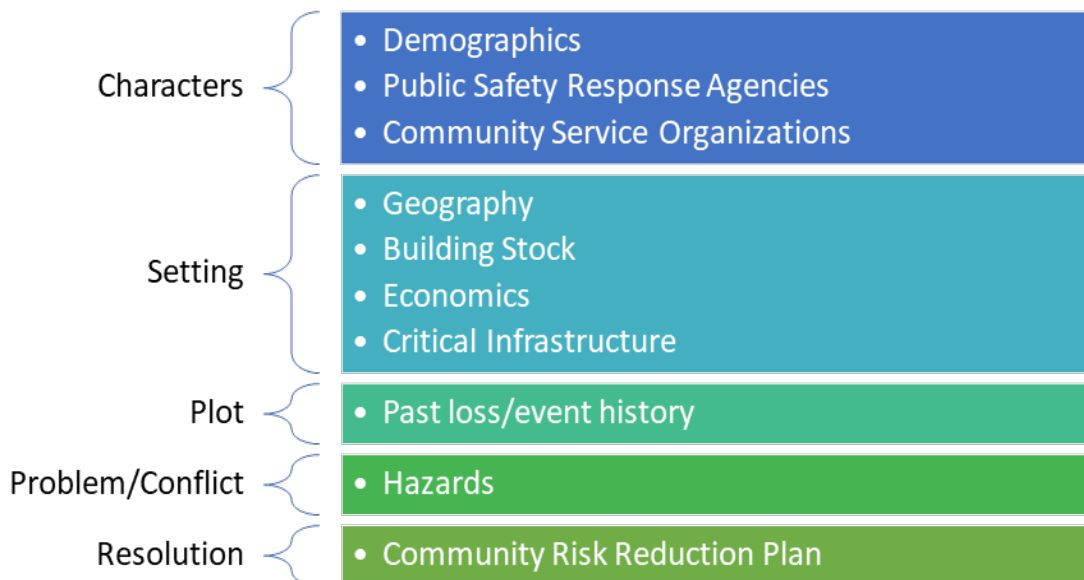 Characters
• Demographics
• Public Safety Response Agencies
• Community Service Organizations
Setting
• Geography
• Building Stock
• Economics
• Critical Infrastructure
Plot
• Past loss/event history
Problem/Conflict
• Hazards
Resolution
• Community Risk Reduction Plan